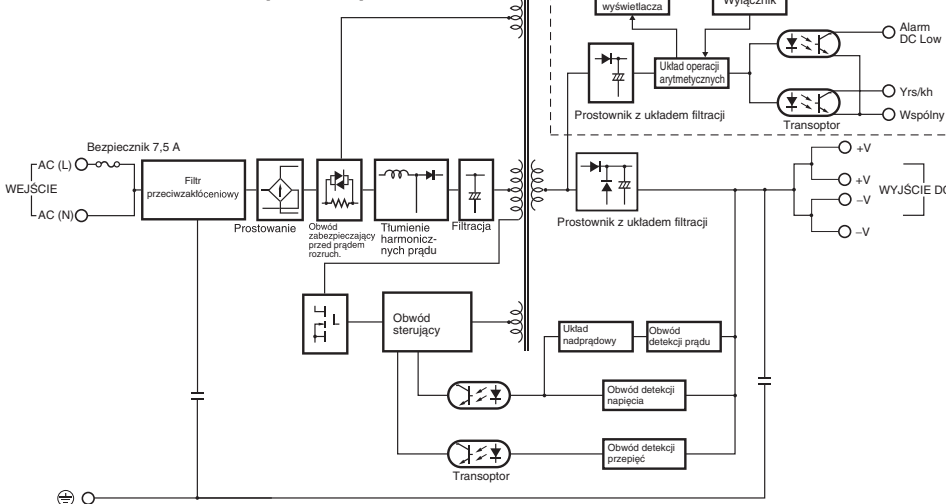 wyświetlacza
Wyłącznik
Alarm
DC Low
Układ operacji
arytmetycznych
Yrs/kh
Prostownik z układem filtracji
Wspólny
Transoptor
Bezpiecznik 7,5 A
+V
AC (L)
WEJŚCIE
AC (N)
Filtr
przeciwzakłóceniowy
+V
WYJŚCIE DC
–V
Prostowanie
Obwód
zabezpieczający
przed prądem
rozruch.
Tłumienie
harmonicz-
nych prądu
Filtracja
Prostownik z układem filtracji
–V
Obwód
sterujący
Układ
nadprądowy
Obwód
detekcji prądu
Obwód detekcji
napięcia
Obwód detekcji
przepięć
Transoptor